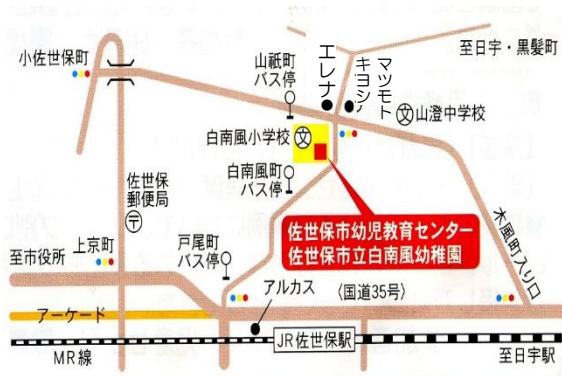 小佐世保町
山祇町
バス停
エレナ
マツモト
キヨシ
至日宇・黒髪町
文
山澄中学校
白南風小学校
文
白南風町
バス停
佐世保
郵便局
〒
佐世保市幼児教育センター
佐世保市立白南風幼稚園
木風町入り口
戸尾町
バス停
上京町
至市役所
アルカス
〈国道35号〉
アーケード
JR佐世保駅
MR線
至日宇駅